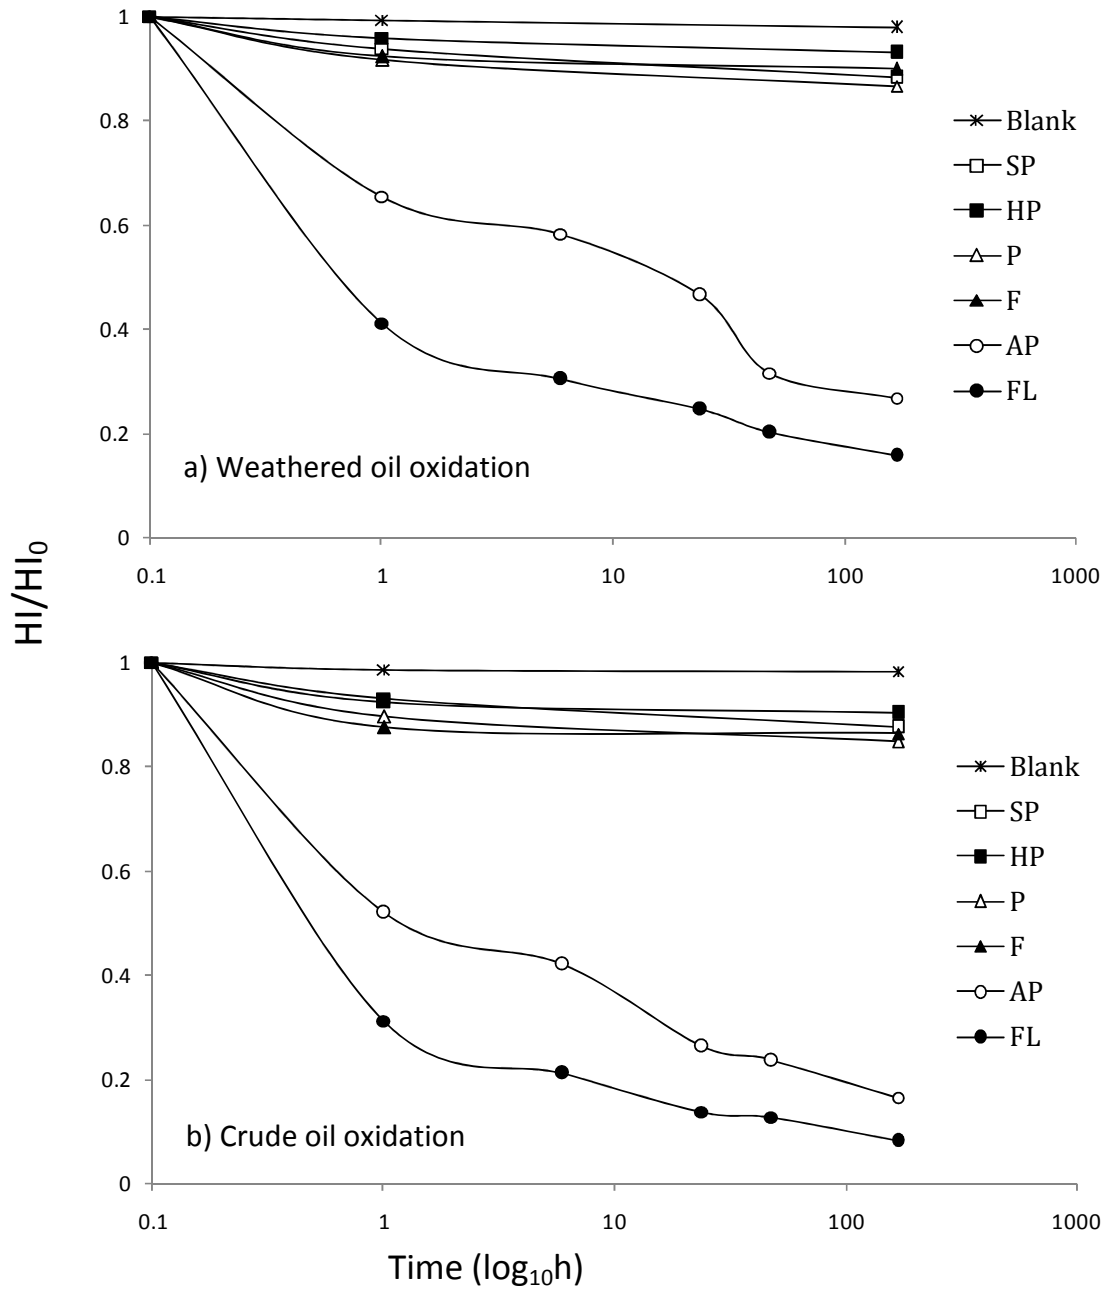 1
0.8
0.6
0.4
0.2
0
0.1
1
10
100
1000
a) Weathered oil oxidation
Blank
SP
HP
P
F
AP
FL
HI/HI₀
1
0.8
0.6
0.4
0.2
0
0.1
1
10
100
1000
b) Crude oil oxidation
Blank
SP
HP
P
F
AP
FL
Time (log₁₀h)